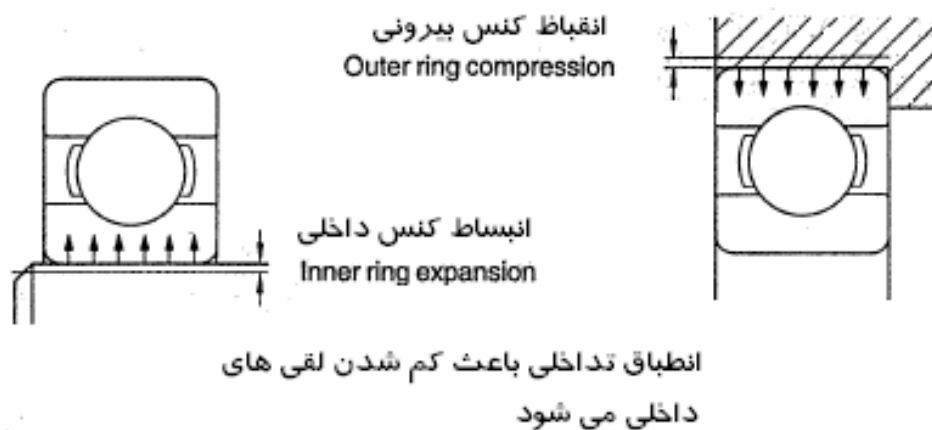 انقباظ کنس بیرونی
Outer ring compression
انبساط کنس داخلی
Inner ring expansion
انطباق تداخلی باعث کم شدن لقی های
داخلی می شود